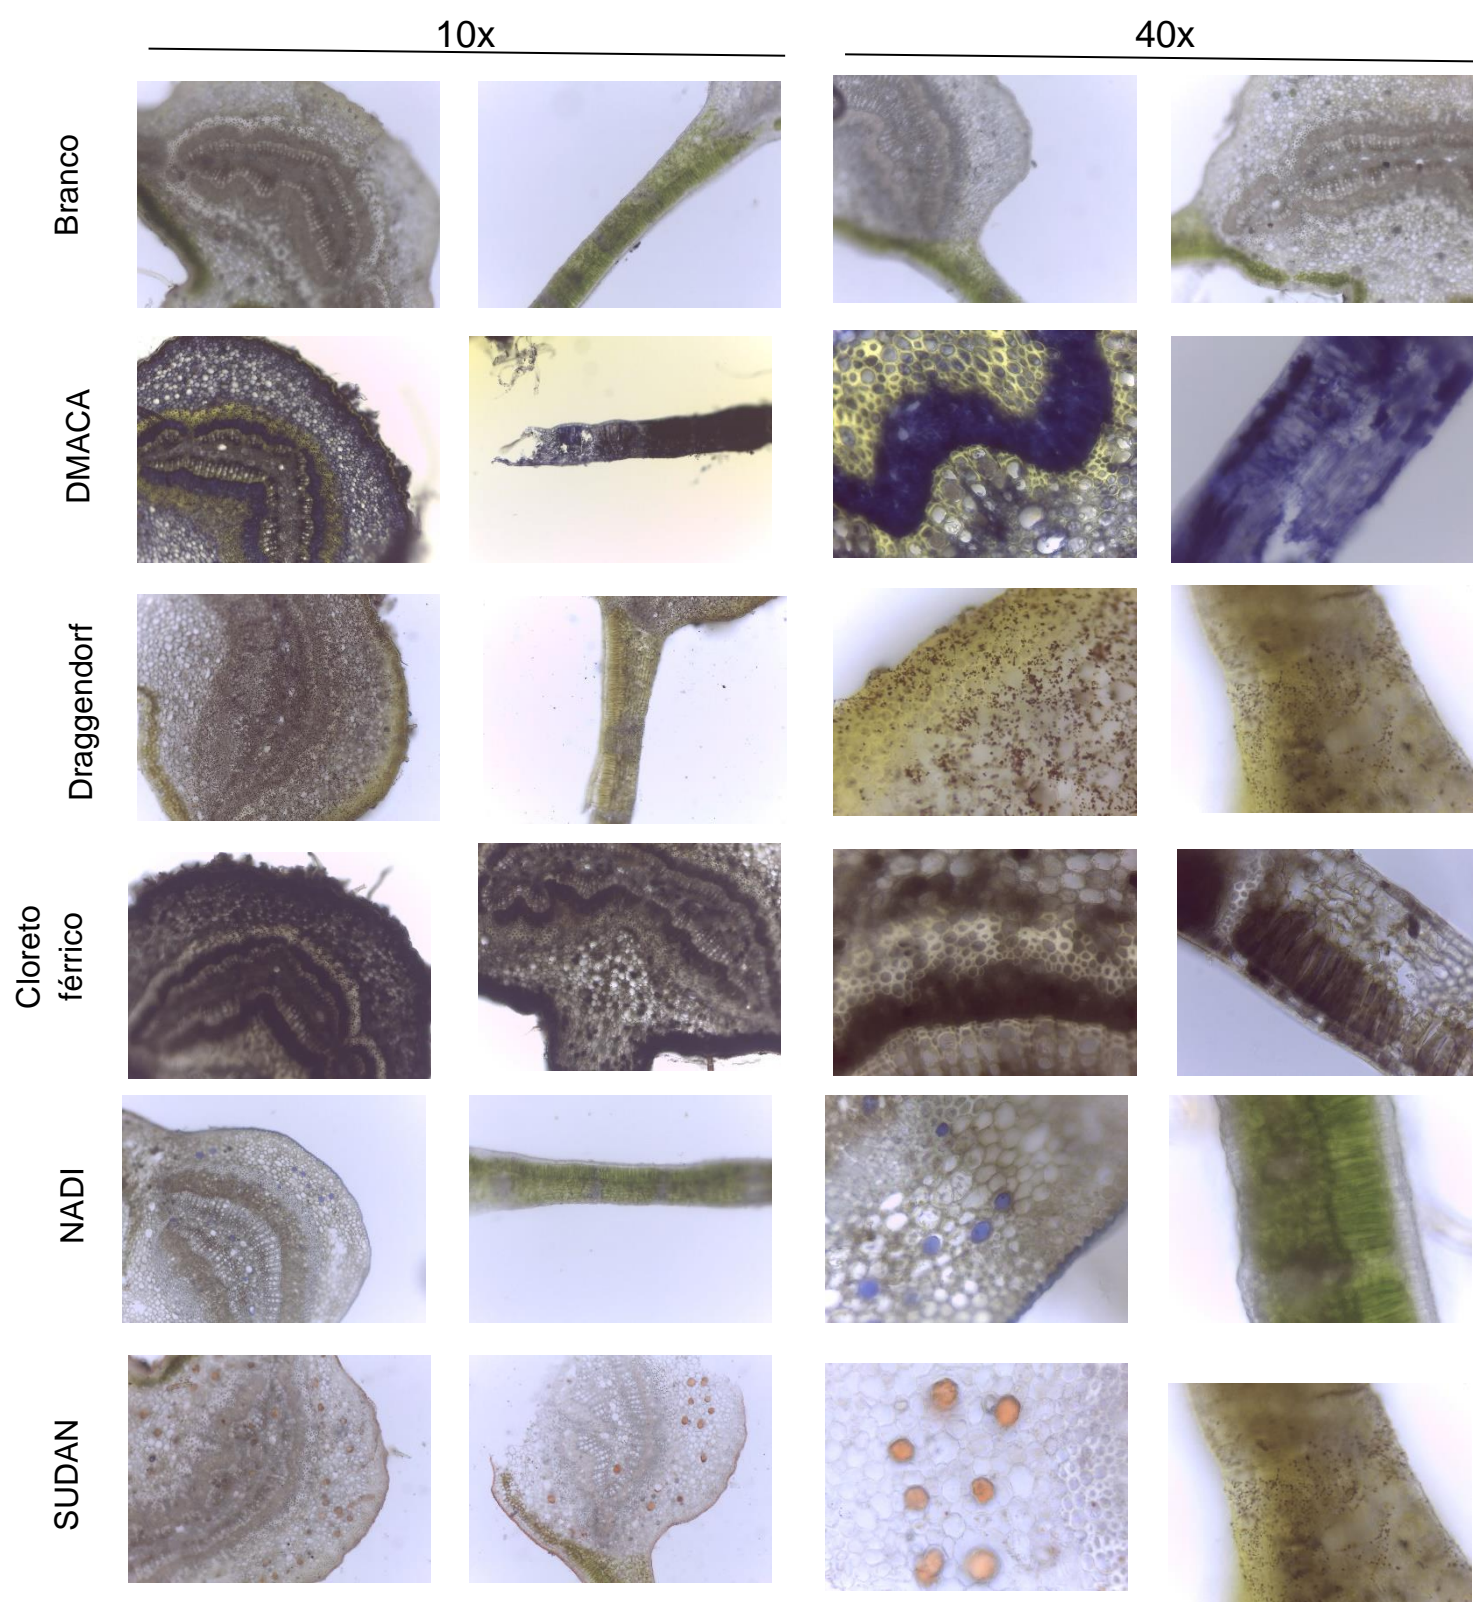 10x
40x
Branco
DMACA
Draggendorf
Cloreto
férrico
NADI
SUDAN